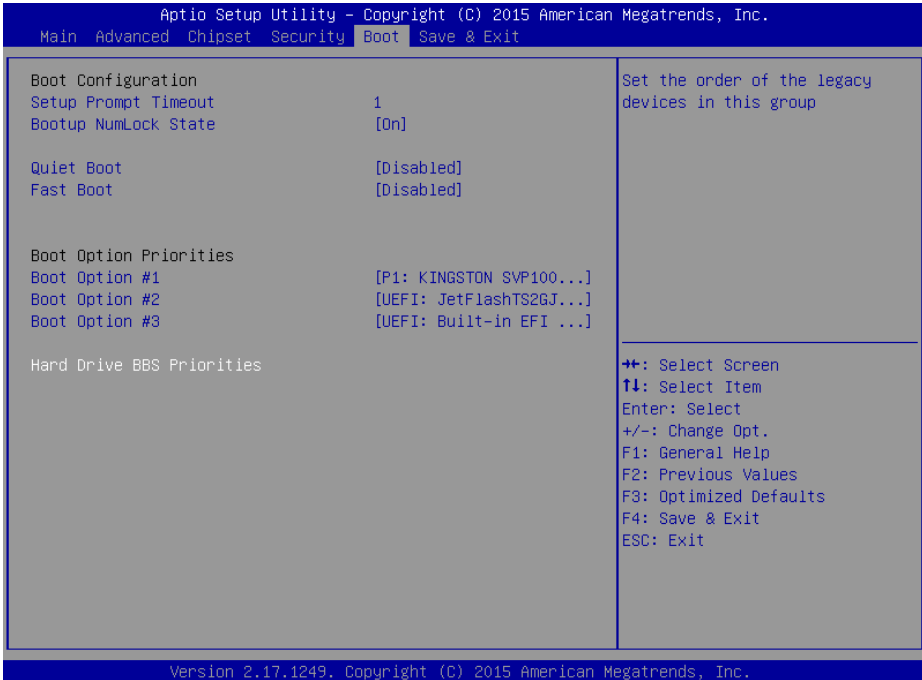 Aptio Setup Utility – Copyright (C) 2015 American Megatrends, Inc.
Main Advanced Chipset Security Boot Save & Exit
Boot Configuration
Setup Prompt Timeout 1
Bootup NumLock State [On]
Quiet Boot [Disabled]
Fast Boot [Disabled]
Boot Option Priorities
Boot Option #1 [P1: KINGSTON SVP100...]
Boot Option #2 [UEFI: JetFlashTS2GJ...]
Boot Option #3 [UEFI: Built-in EFI ...]
Hard Drive BBS Priorities
Set the order of the legacy
devices in this group
→←: Select Screen
↑↓: Select Item
Enter: Select
+/-: Change Opt.
F1: General Help
F2: Previous Values
F3: Optimized Defaults
F4: Save & Exit
ESC: Exit
Version 2.17.1249. Copyright (C) 2015 American Megatrends, Inc.